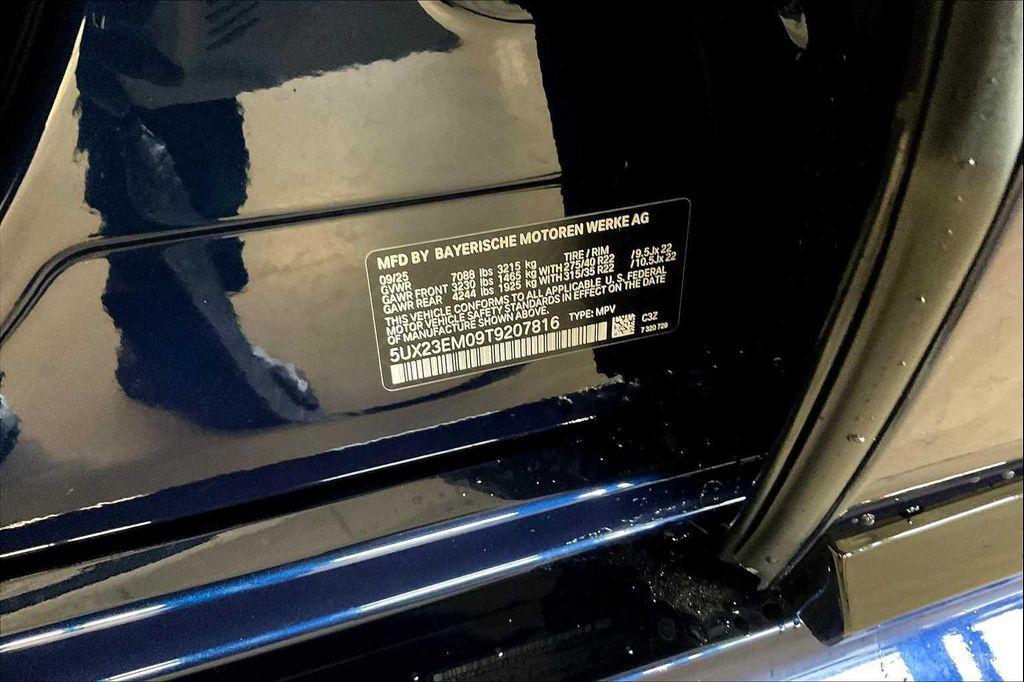 MFD BY BAYERISCHE MOTOREN WERKE AG
09/25 TIRE / RIM
GVWR 7088 lbs 3215 kg
GAWR FRONT 3230 lbs 1465 kg WITH 275/40 R22 /9.5Jx22
GAWR REAR 4244 lbs 1925 kg WITH 315/35 R22 /10.5Jx22
THIS VEHICLE CONFORMS TO ALL APPLICABLE U.S. FEDERAL
MOTOR VEHICLE SAFETY STANDARDS IN EFFECT ON THE DATE
OF MANUFACTURE SHOWN ABOVE.
5UX23EM09T9207816 TYPE: MPV
C3Z
7 320 729